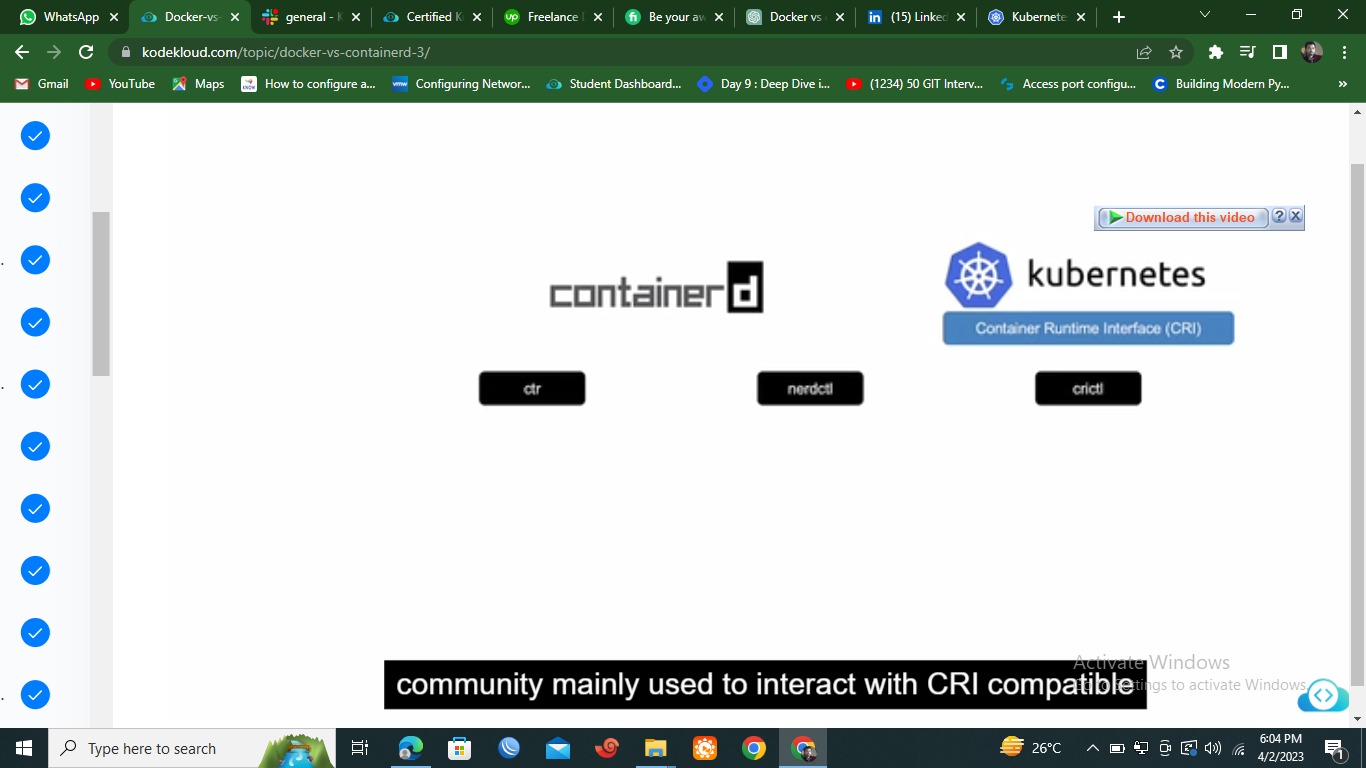 WhatsApp
Docker-vs-
general - K
Certified K
Freelance
Be your aw
Docker vs
(15) Linked
Kubernete
kodekloud.com/topic/docker-vs-containerd-3/
Gmail
YouTube
Maps
How to configure a...
Configuring Networ...
Student Dashboard...
Day 9 : Deep Dive i...
(1234) 50 GIT Interv...
Access port configu...
Building Modern Py...
»
Download this video
containerd
kubernetes
Container Runtime Interface (CRI)
ctr
nerdctl
crictl
community mainly used to interact with CRI compatible
Activate Windows
ttings to activate Windows.
Type here to search
26°C
6:04 PM
4/2/2023
1